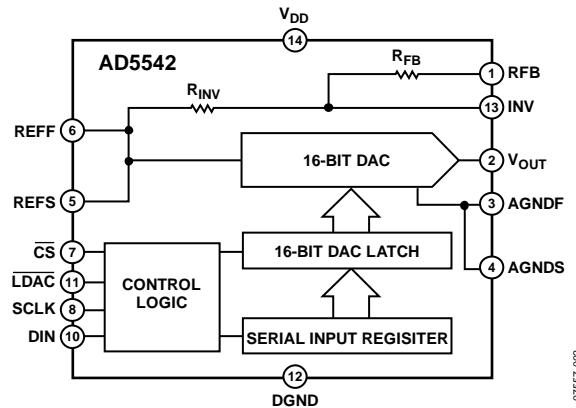 VDD
14
AD5542
RFB
1
RFB
RINV
13
INV
REFF
6
16-BIT DAC
2
VOUT
REFS
5
3
AGNDF
CS
7
16-BIT DAC LATCH
4
AGNDS
LDAC
11
CONTROL
LOGIC
SCLK
8
DIN
10
SERIAL INPUT REGISITER
12
DGND
07557-002